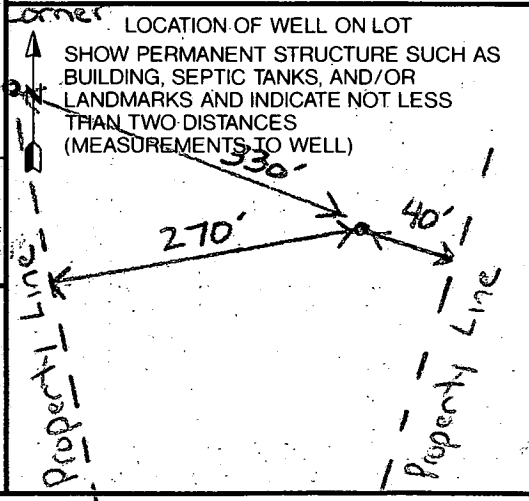 Corner
LOCATION OF WELL ON LOT
N
SHOW PERMANENT STRUCTURE SUCH AS
BUILDING, SEPTIC TANKS, AND/OR
LANDMARKS AND INDICATE NOT LESS
THAN TWO DISTANCES
(MEASUREMENTS TO WELL)
330'
40'
270'
Property Line
Property Line